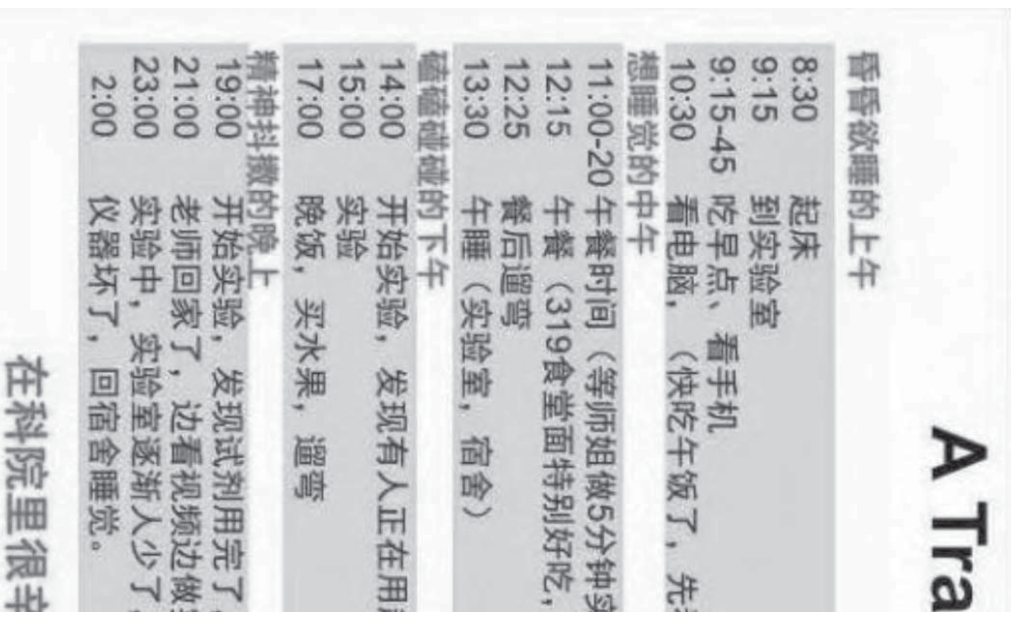 A Tra
昏昏欲睡的上午
8:30 起床
9:15 到实验室
9:15-45 吃早点、看手机
10:30 看电脑，（快吃午饭了，先
想睡觉的中午
11:00-20 午餐时间（等师姐做5分钟实
12:15 午餐（319食堂面特别好吃，
12:25 餐后遛弯
13:30 午睡（实验室，宿舍）
磕磕碰碰的下午
14:00 开始实验，发现有人正在用
15:00 实验
17:00 晚饭，买水果，遛弯
精神抖擞的晚上
19:00 开始实验，发现试剂用完了，
21:00 老师回家了，边看视频边做
23:00 实验中，实验室逐渐人少了，
2:00 仪器坏了，回宿舍睡觉。
在科院里很辛